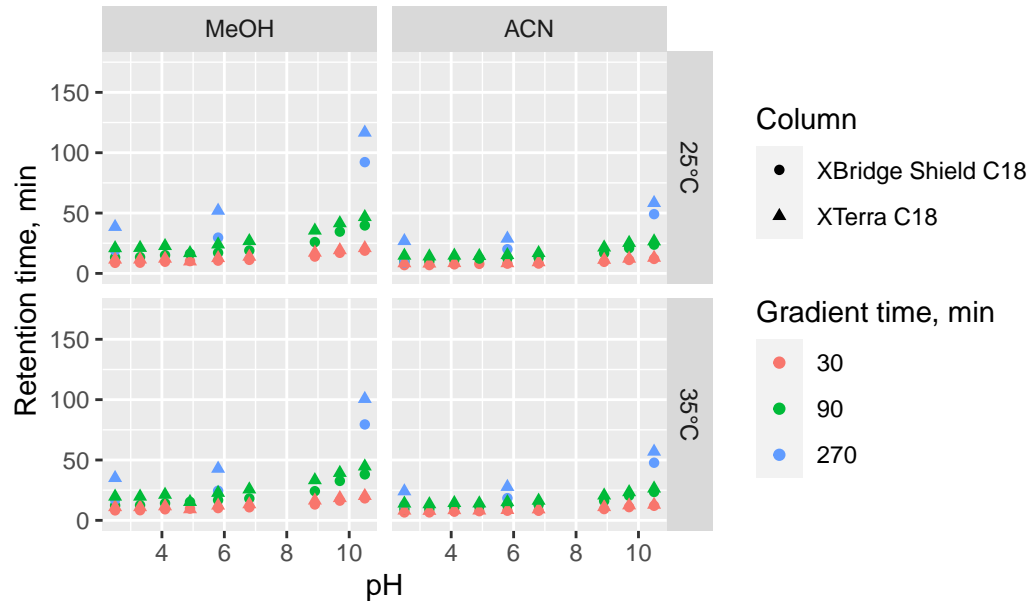 MeOH
ACN
Retention time, min
150
100
50
0
25°C
150
100
50
0
35°C
4 6 8 10
4 6 8 10
pH
Column
XBridge Shield C18
XTerra C18
Gradient time, min
30
90
270